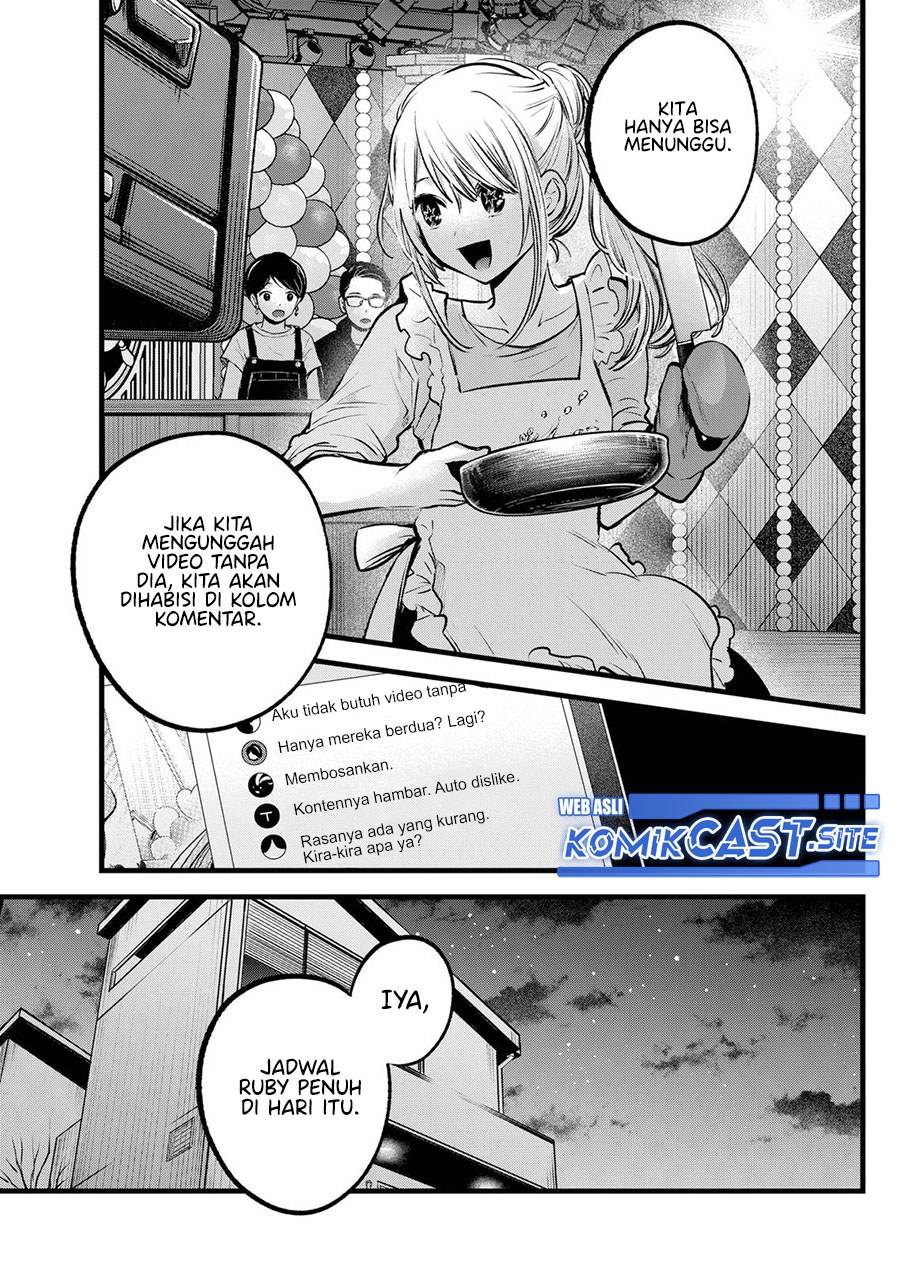 KITA
HANYA BISA
MENUNGGU.
JIKA KITA
MENGUNGGAH
VIDEO TANPA
DIA, KITA AKAN
DIHABISI DI KOLOM
KOMENTAR.
Aku tidak butuh video tanpa
Hanya mereka berdua? Lagi?
Membosankan.
T
Kontennya hambar. Auto dislike.
Rasanya ada yang kurang.
Kira-kira apa ya?
WEB ASLI
KOMIKCAST.SITE
IYA,
JADWAL
RUBY PENUH
DI HARI ITU.